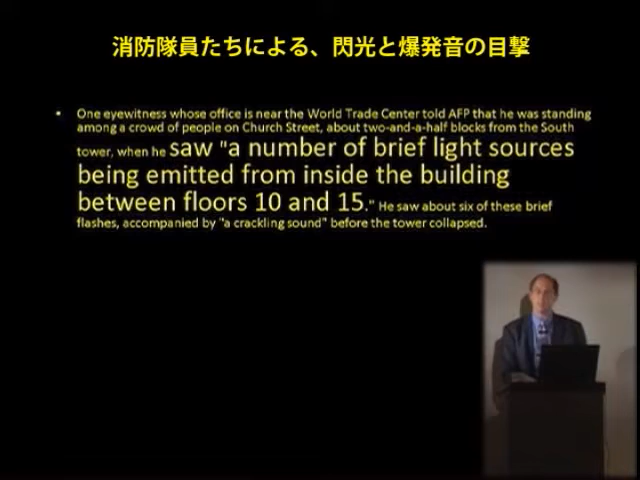 消防隊員たちによる、閃光と爆発音の目撃
• One eyewitness whose office is near the World Trade Center told AFP that he was standing
among a crowd of people on Church Street, about two-and-a-half blocks from the South
tower, when he saw "a number of brief light sources
being emitted from inside the building
between floors 10 and 15." He saw about six of these brief
flashes, accompanied by "a crackling sound" before the tower collapsed.